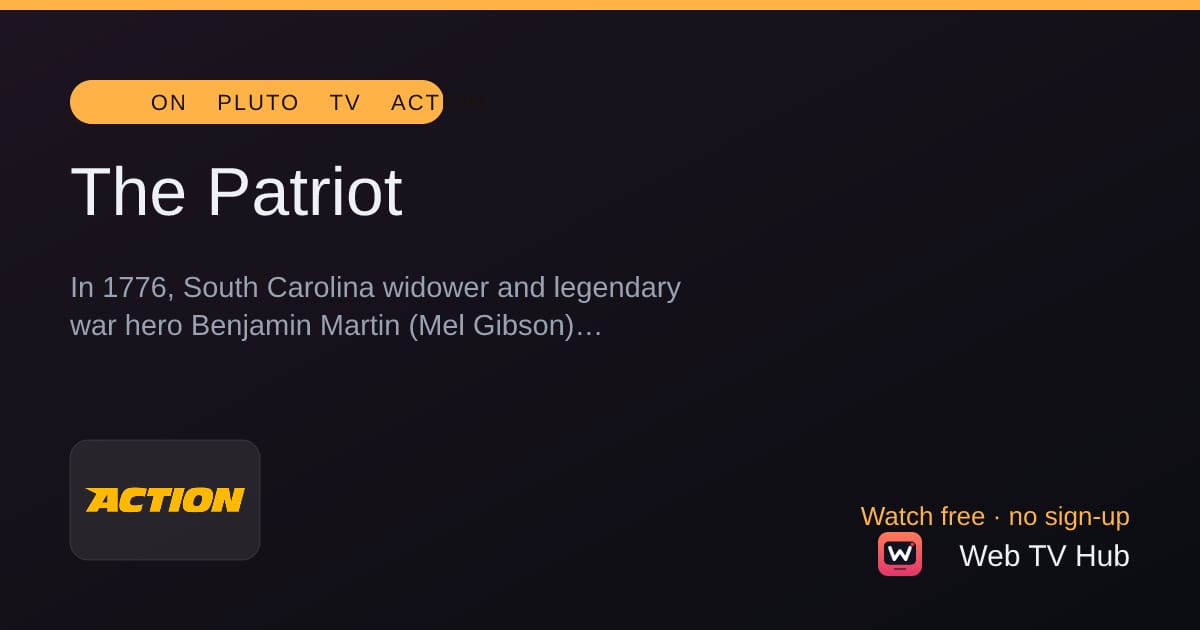 ON PLUTO TV ACTION
The Patriot
In 1776, South Carolina widower and legendary
war hero Benjamin Martin (Mel Gibson)…
ACTION
Watch free · no sign-up
W
Web TV Hub